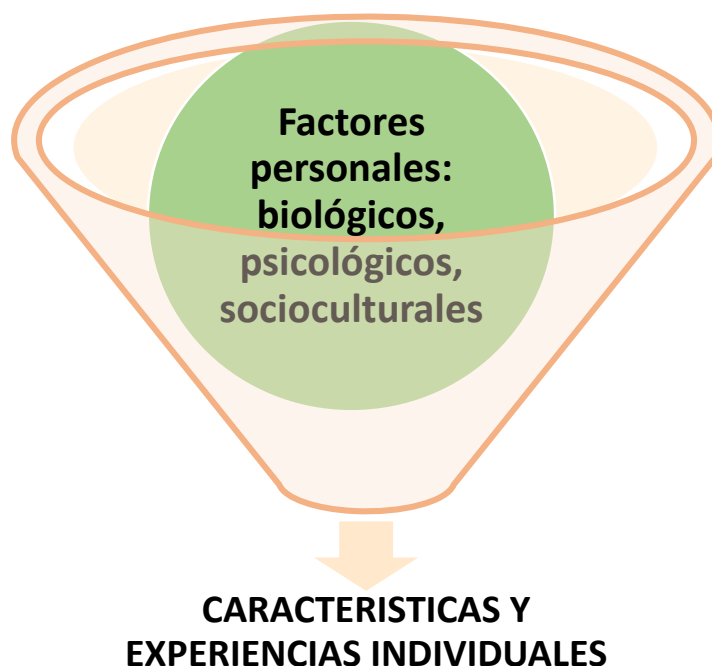 Factores
personales:
biológicos,
psicológicos,
socioculturales
CARACTERISTICAS Y
EXPERIENCIAS INDIVIDUALES